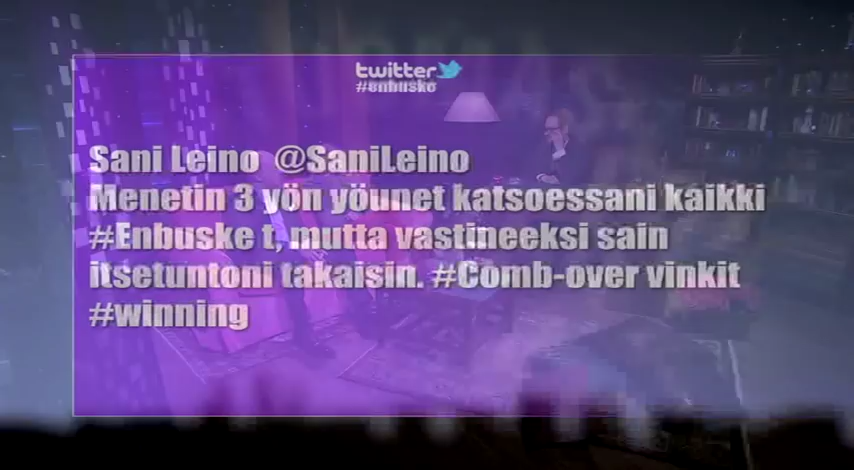 twitter
#enbuske
Sani Leino @SaniLeino
Menetin 3 yön yöunet katsoessani kaikki
#Enbuske t, mutta vastineeksi sain
itsetuntoni takaisin. #Comb-over vinkit
#winning